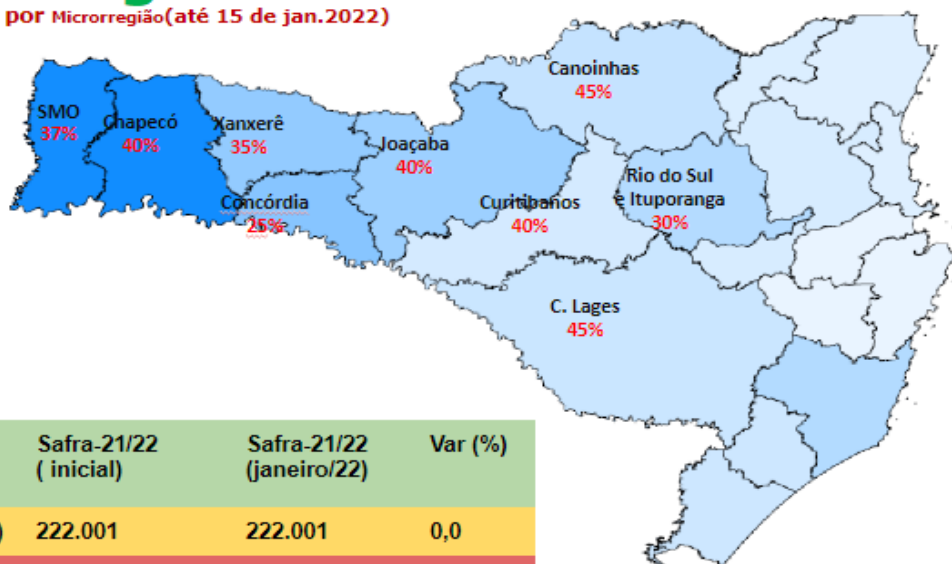 por Microrregião(até 15 de jan.2022)
Canoinhas
45%
SMO
37%
Chapecó
40%
Xanxerê
35%
Joaçaba
40%
Rio do Sul
e Ituporanga
30%
Concórdia
25%
Curitibanos
40%
C. Lages
45%
Safra-21/22 Safra-21/22 Var (%)
( inicial) (janeiro/22)
) 222.001 222.001 0,0